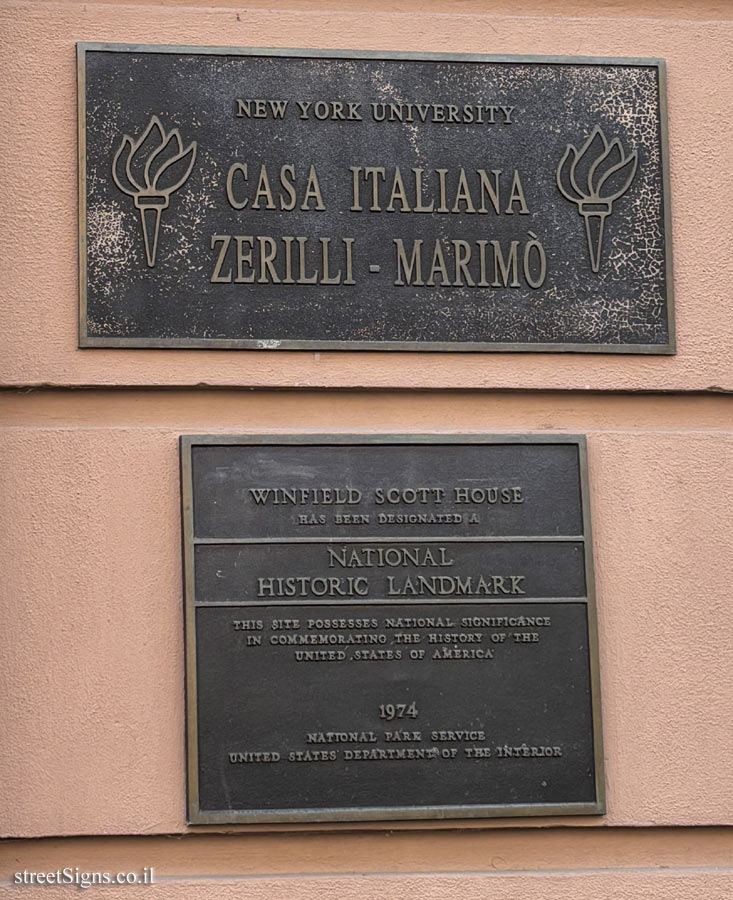 NEW YORK UNIVERSITY
CASA ITALIANA
ZERILLI - MARIMÒ
WINFIELD SCOTT HOUSE
HAS BEEN DESIGNATED A
NATIONAL
HISTORIC LANDMARK
THIS SITE POSSESSES NATIONAL SIGNIFICANCE
IN COMMEMORATING THE HISTORY OF THE
UNITED STATES OF AMERICA
1974
NATIONAL PARK SERVICE
UNITED STATES DEPARTMENT OF THE INTERIOR
streetSigns.co.il